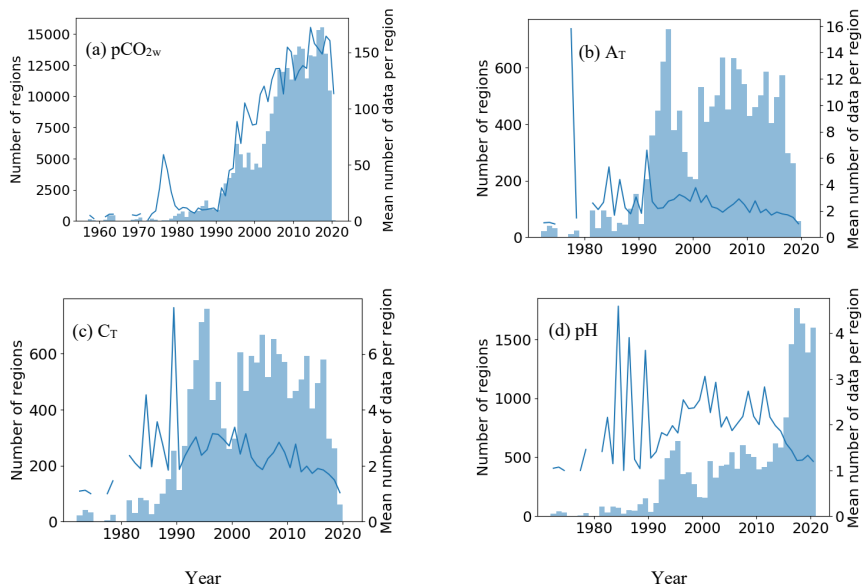 (a) pCO2w
Number of regions
15000
12500
10000
7500
5000
2500
0
1960 1970 1980 1990 2000 2010 2020
150
100
50
0
Mean number of data per region
(b) AT
Number of regions
600
400
200
0
1980 1990 2000 2010 2020
16
14
12
10
8
6
4
2
0
Mean number of data per region
(c) CT
Number of regions
600
400
200
0
1980 1990 2000 2010 2020
6
4
2
0
Mean number of data per region
(d) pH
Number of regions
1500
1000
500
0
1980 1990 2000 2010 2020
4
3
2
1
0
Mean number of data per region
Year